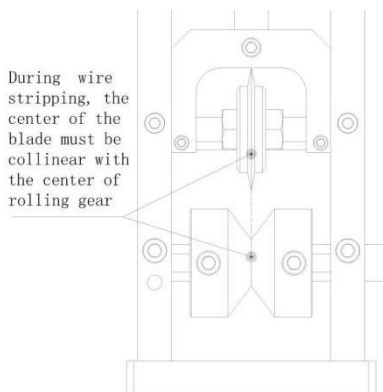 During wire
stripping, the
center of the
blade must be
collinear with
the center of
rolling gear